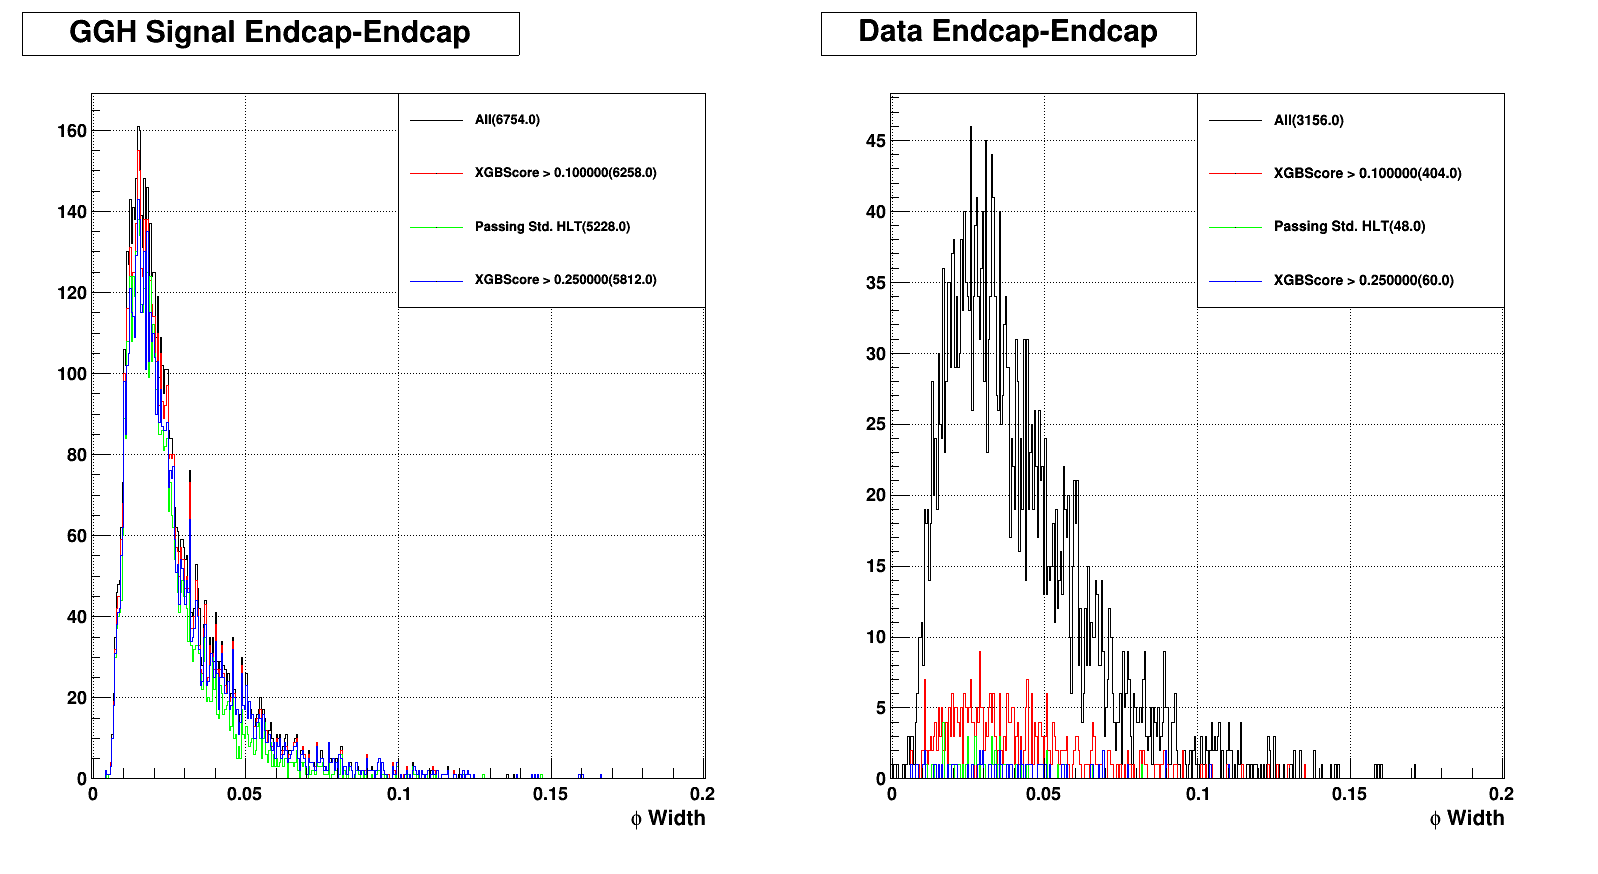 GGH Signal Endcap-Endcap
All(6754.0)
XGBScore > 0.100000(6258.0)
Passing Std. HLT(5228.0)
XGBScore > 0.250000(5812.0)
160
140
120
100
80
60
40
20
0
0
0.05
0.1
0.15
0.2
ϕ Width
Data Endcap-Endcap
All(3156.0)
XGBScore > 0.100000(404.0)
Passing Std. HLT(48.0)
XGBScore > 0.250000(60.0)
45
40
35
30
25
20
15
10
5
0
0
0.05
0.1
0.15
0.2
ϕ Width